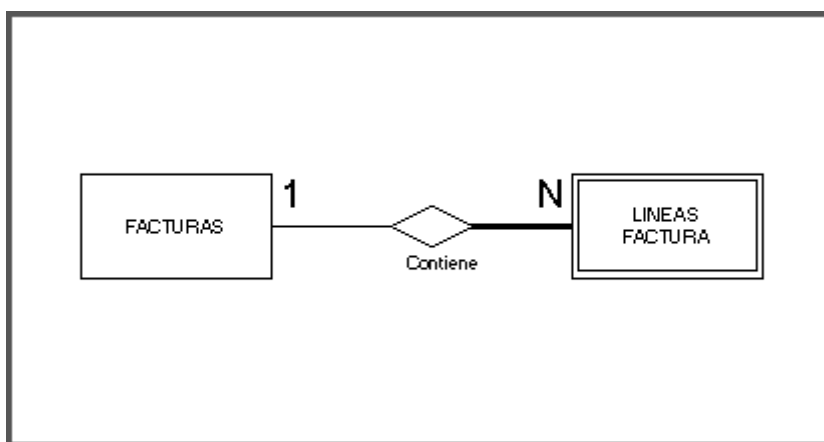 FACTURAS
1
Contiene
N
LINEAS
FACTURA